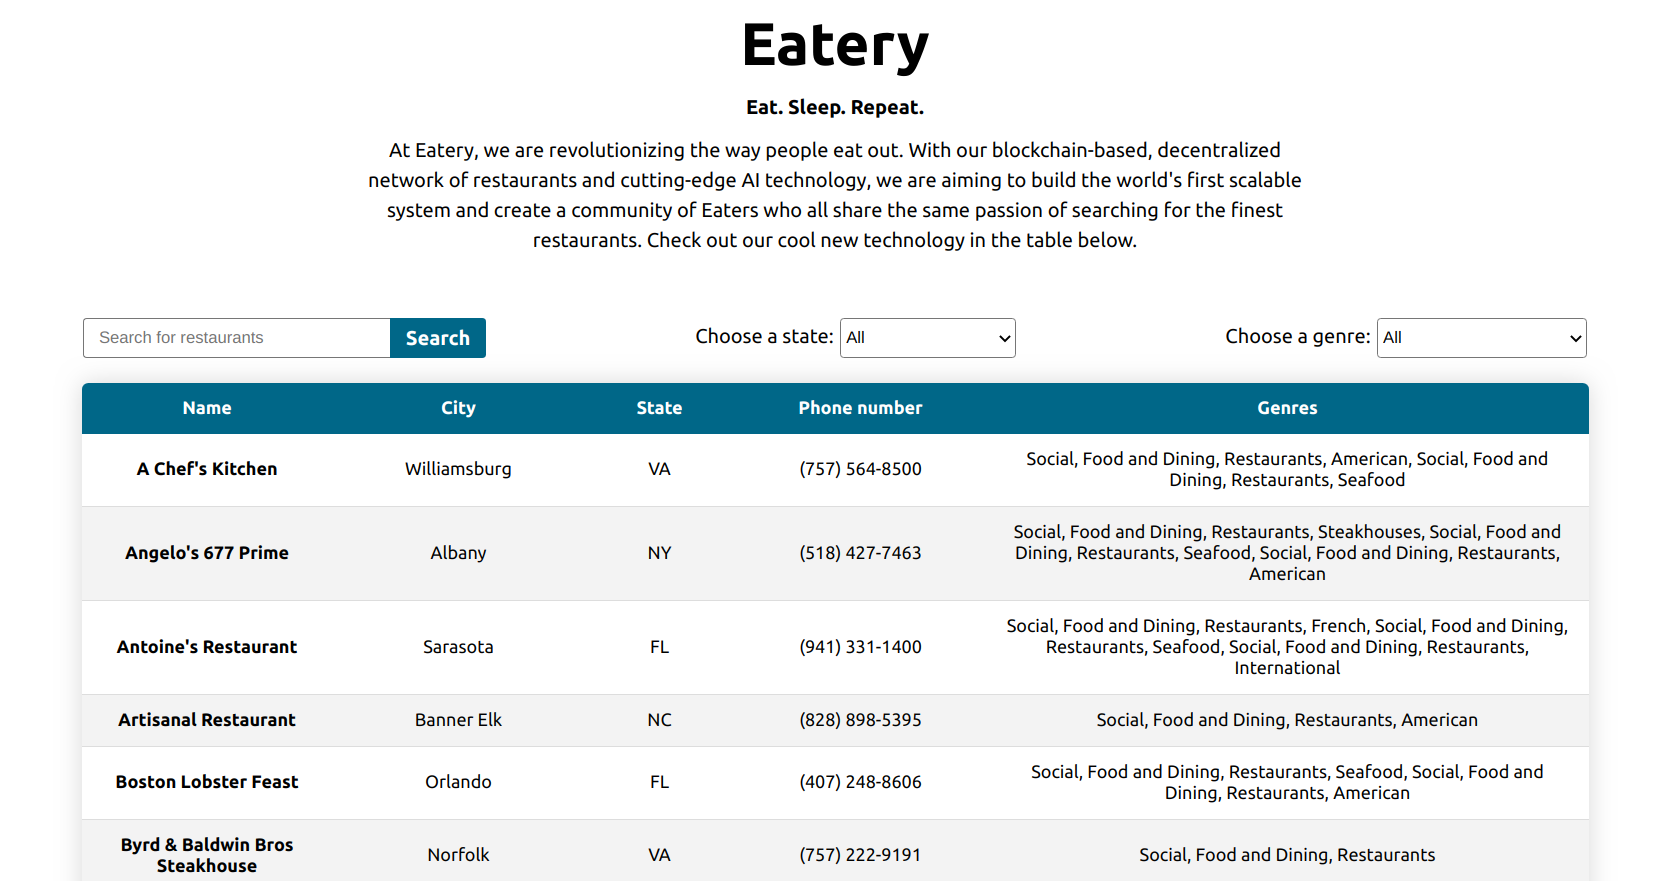 Eatery
Eat. Sleep. Repeat.
At Eatery, we are revolutionizing the way people eat out. With our blockchain-based, decentralized
network of restaurants and cutting-edge AI technology, we are aiming to build the world's first scalable
system and create a community of Eaters who all share the same passion of searching for the finest
restaurants. Check out our cool new technology in the table below.
Search for restaurants Search Choose a state: All Choose a genre: All
Name City State Phone number Genres
A Chef's Kitchen Williamsburg VA (757) 564-8500 Social, Food and Dining, Restaurants, American, Social, Food and
Dining, Restaurants, Seafood
Angelo's 677 Prime Albany NY (518) 427-7463 Social, Food and Dining, Restaurants, Steakhouses, Social, Food and
Dining, Restaurants, Seafood, Social, Food and Dining, Restaurants,
American
Antoine's Restaurant Sarasota FL (941) 331-1400 Social, Food and Dining, Restaurants, French, Social, Food and Dining,
Restaurants, Seafood, Social, Food and Dining, Restaurants,
International
Artisanal Restaurant Banner Elk NC (828) 898-5395 Social, Food and Dining, Restaurants, American
Boston Lobster Feast Orlando FL (407) 248-8606 Social, Food and Dining, Restaurants, Seafood, Social, Food and
Dining, Restaurants, American
Byrd & Baldwin Bros
Steakhouse Norfolk VA (757) 222-9191 Social, Food and Dining, Restaurants